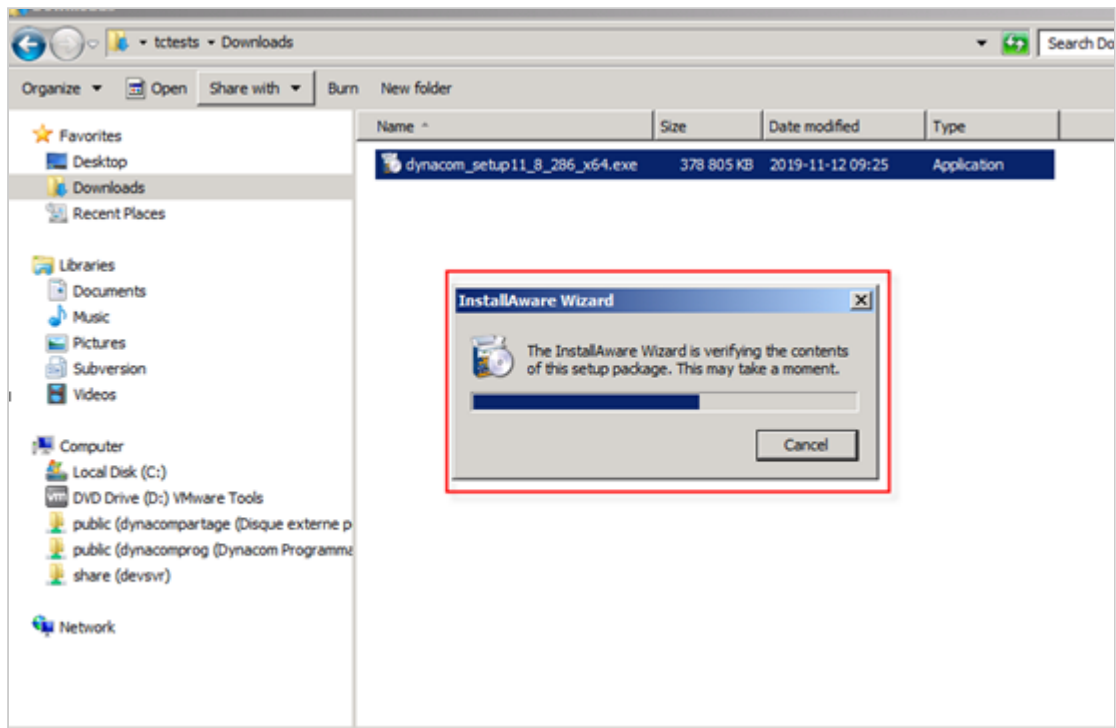 tctests Downloads
Search Do
Organize Open Share with Burn New folder
Favorites
Desktop
Downloads
Recent Places
Libraries
Documents
Music
Pictures
Subversion
Videos
Computer
Local Disk (C:)
DVD Drive (D:) VMware Tools
public (dynacompartage (Disque externe p
public (dynacomprog (Dynacom Programma
share (devsvr)
Network
Name Size Date modified Type
dynacom_setup11_8_286_x64.exe 378 805 KB 2019-11-12 09:25 Application
InstallAware Wizard
The InstallAware Wizard is verifying the contents
of this setup package. This may take a moment.
Cancel